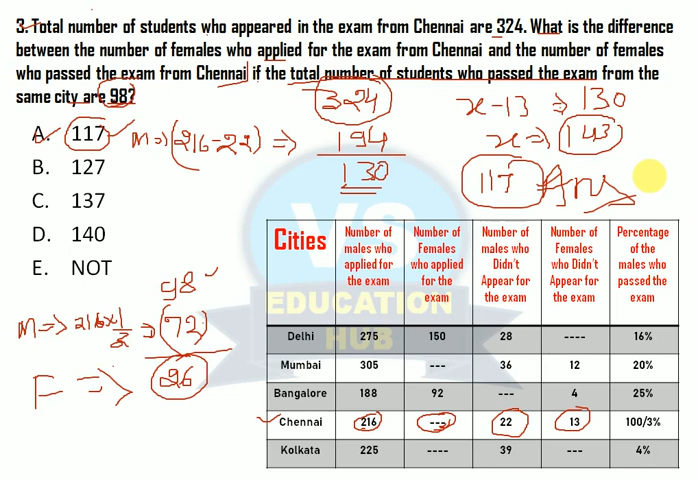 3. Total number of students who appeared in the exam from Chennai are 324. What is the difference
between the number of females who applied for the exam from Chennai and the number of females
who passed the exam from Chennai if the total number of students who passed the exam from the
same city are 98?
324
x-13 ⇒ 130
A. 117
M ⇒ (216-22) ⇒
194
x ⇒ 143
130
B. 127
117 Ans
C. 137
D. 140
E. NOT
VS
EDUCATION
HUB
98
M ⇒ 216×1/3 ⇒ 72
F ⇒ 26
Cities Number of males who applied for the exam Number of Females who applied for the exam Number of males who Didn't Appear for the exam Number of Females who Didn't Appear for the exam Percentage of the males who passed the exam
Delhi 275 150 28 ---- 16%
Mumbai 305 --- 36 12 20%
Bangalore 188 92 --- 4 25%
Chennai 216 ---- 22 13 100/3%
Kolkata 225 ---- 39 --- 4%